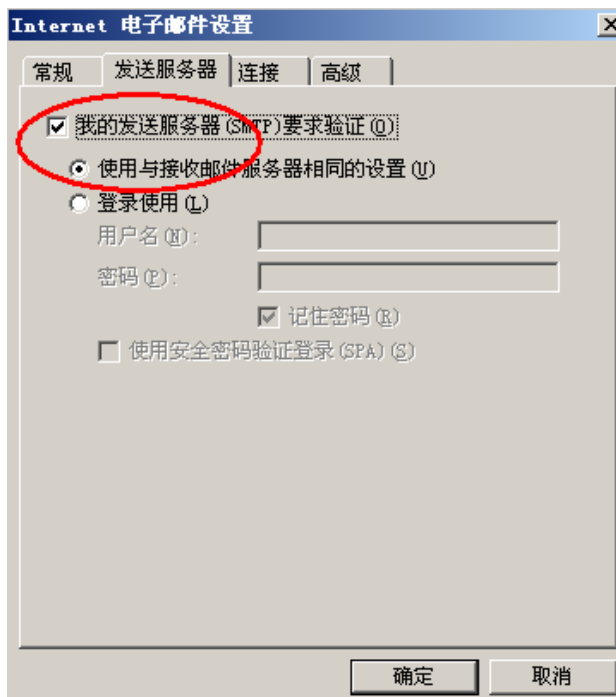 Internet 电子邮件设置
常规 发送服务器 连接 高级
我的发送服务器(SMTP)要求验证(O)
使用与接收邮件服务器相同的设置(U)
登录使用(L)
用户名(N):
密码(P):
记住密码(R)
使用安全密码验证登录(SPA)(S)
确定 取消